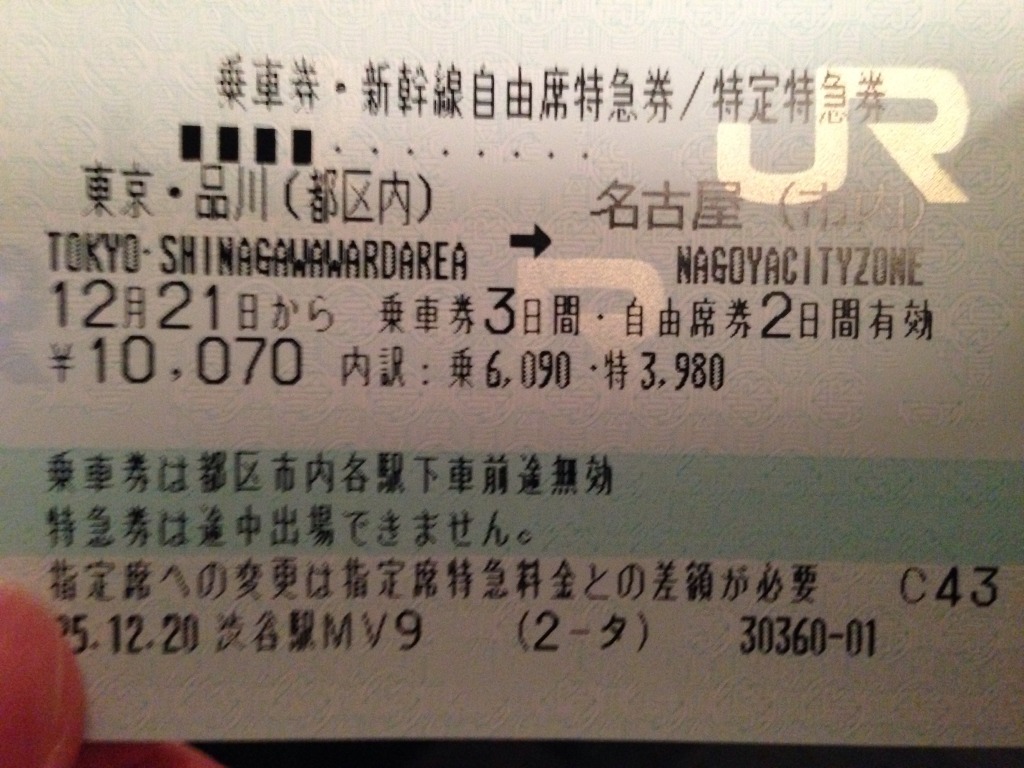 乗車券・新幹線自由席特急券/特定特急券
東京・品川(都区内) → 名古屋(市内)
TOKYO·SHINAGAWAWARDAREA NAGOYACITYZONE
12月21日から 乗車券3日間・自由席券2日間有効
¥10,070 内訳:乗6,090・特3,980
乗車券は都区市内各駅下車前途無効
特急券は途中出場できません。
指定席への変更は指定席特急料金との差額が必要 C43
5.12.20 渋谷駅MV9 (2-タ) 30360-01
JR